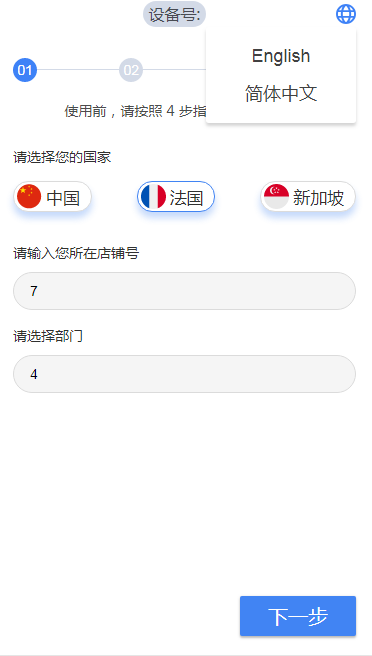 设备号:
English
简体中文
01
02
使用前，请按照 4 步指
请选择您的国家
中国
法国
新加坡
请输入您所在店铺号
7
请选择部门
4
下一步